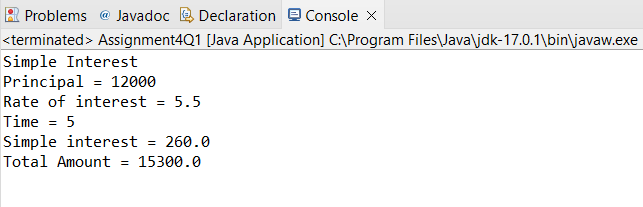 Problems @ Javadoc Declaration Console
<terminated> Assignment4Q1 [Java Application] C:\Program Files\Java\jdk-17.0.1\bin\javaw.exe
Simple Interest
Principal = 12000
Rate of interest = 5.5
Time = 5
Simple interest = 260.0
Total Amount = 15300.0